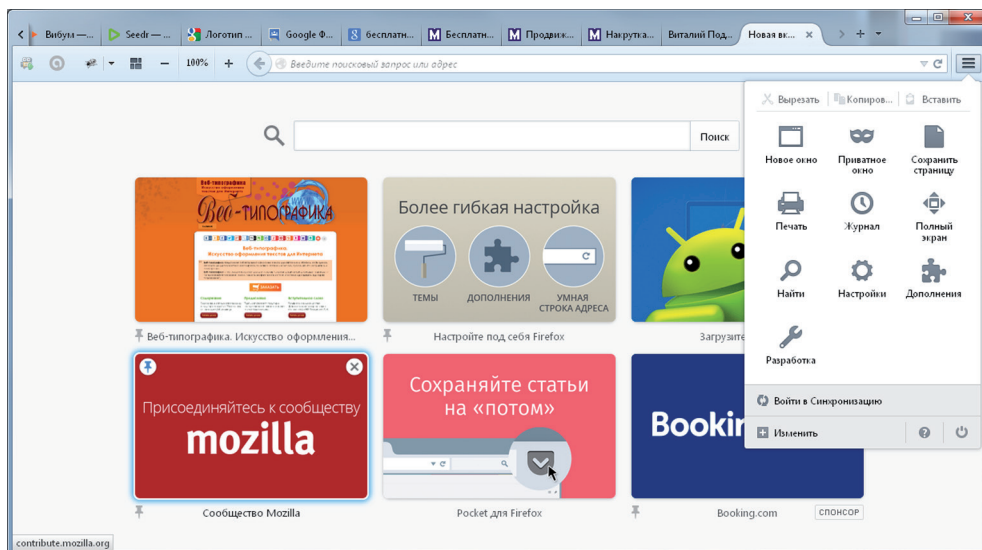 Вибум —...
Seedr — ...
Логотип ...
Google Ф...
бесплатн...
Бесплатн...
Продвиж...
Накрутка...
Виталий Под...
Новая вк...
100%
Введите поисковый запрос или адрес
Вырезать
Копиров...
Вставить
Поиск
Новое окно
Приватное
окно
Сохранить
страницу
Печать
Журнал
Полный
экран
Найти
Настройки
Дополнения
Разработка
Войти в Синхронизацию
Изменить
Веб-типографика
Более гибкая настройка
ТЕМЫ
ДОПОЛНЕНИЯ
УМНАЯ
СТРОКА АДРЕСА
Веб-типографика. Искусство оформления...
Настройте под себя Firefox
Загрузите
Присоединяйтесь к сообществу
mozilla
Сохраняйте статьи
на «потом»
Bookin
Сообщество Mozilla
Pocket для Firefox
Booking.com
СПОНСОР
contribute.mozilla.org